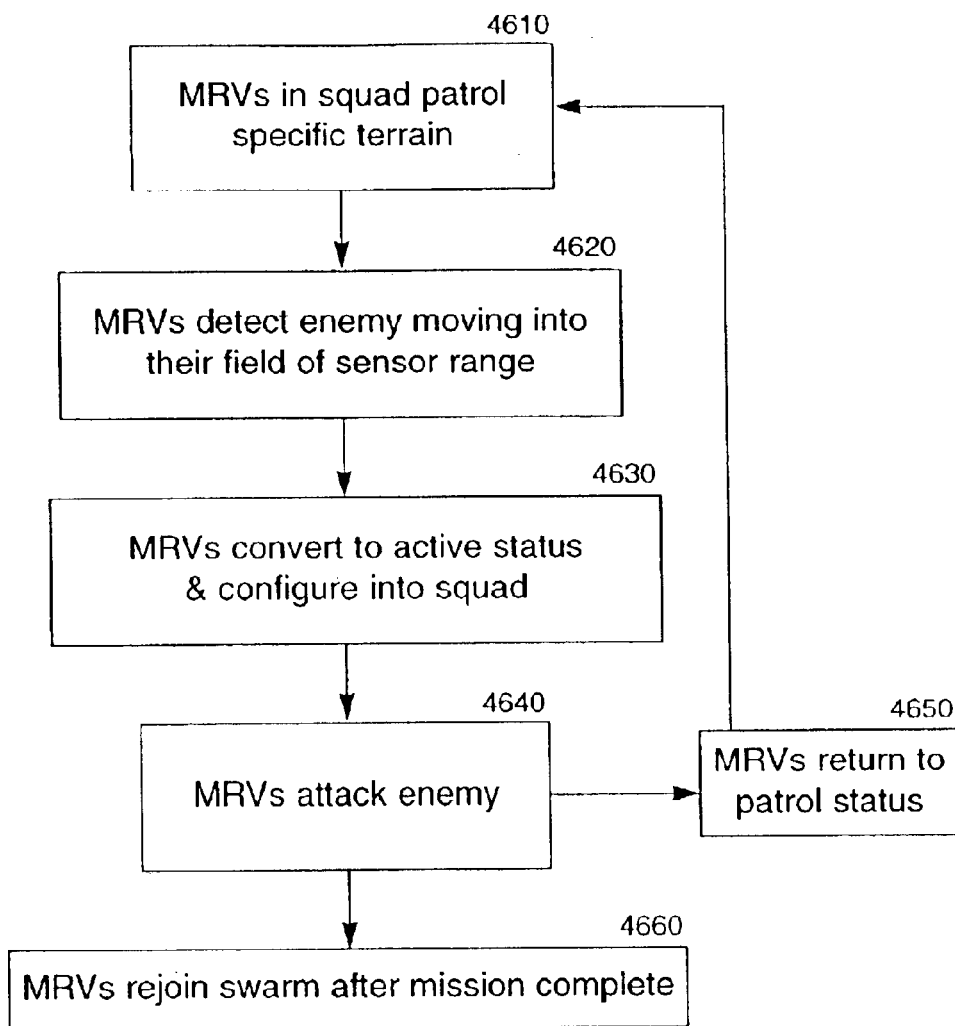 4610
MRVs in squad patrol
specific terrain
4620
MRVs detect enemy moving into
their field of sensor range
4630
MRVs convert to active status
& configure into squad
4640
MRVs attack enemy
4650
MRVs return to
patrol status
4660
MRVs rejoin swarm after mission complete